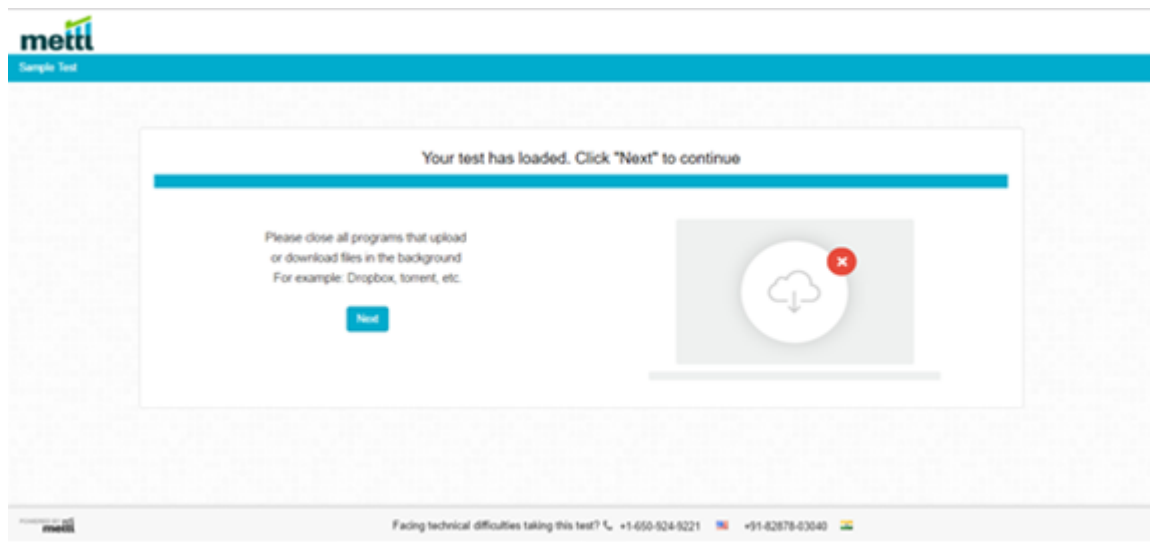 mettl
Sample Test
Your test has loaded. Click "Next" to continue
Please close all programs that upload
or download files in the background
For example: Dropbox, torrent, etc.
Next
POWERED BY mettl
Facing technical difficulties taking this test? +1-650-924-9221 +91-82878-03040